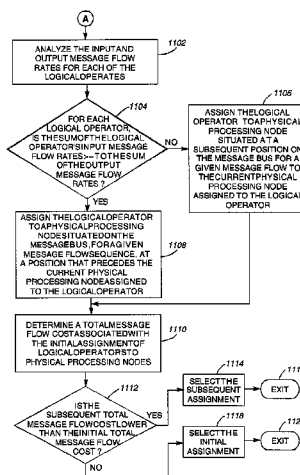 A
ANALYZE THE INPUT AND
OUTPUT MESSAGE FLOW
RATES FOR EACH OF THE
LOGICAL OPERATES
1102
1104
FOR EACH
LOGICAL OPERATOR,
IS THE SUM OF THE LOGICAL
OPERATOR'S INPUT MESSAGE
FLOW RATES>=TO THE SUM
OF THE OUTPUT
MESSAGE FLOW
RATES ?
NO
YES
1106
ASSIGN THE LOGICAL
OPERATOR TO A PHYSICAL
PROCESSING NODE
SITUATED AT A
SUBSEQUENT POSITION ON
THE MESSAGE BUS FOR A
GIVEN MESSAGE FLOW TO
THE CURRENT PHYSICAL
PROCESSING NODE
ASSIGNED TO THE LOGICAL
OPERATOR
ASSIGN THE LOGICAL OPERATOR
TO A PHYSICAL PROCESSING
NODE SITUATED ON THE
MESSAGE BUS, FOR A GIVEN
MESSAGE FLOW SEQUENCE, AT
A POSITION THAT PRECEDES THE
CURRENT PHYSICAL
PROCESSING NODE ASSIGNED
TO THE LOGICAL OPERATOR
1108
DETERMINE A TOTAL MESSAGE
FLOW COST ASSOCIATED WITH
THE INITIAL ASSIGNMENT OF
LOGICAL OPERATORS TO
PHYSICAL PROCESSING NODES
1110
1112
IS THE
SUBSEQUENT TOTAL
MESSAGE FLOW COST LOWER
THAN THE INITIAL TOTAL
MESSAGE FLOW
COST ?
YES
NO
1114
SELECT THE
SUBSEQUENT
ASSIGNMENT
EXIT
1118
SELECT THE
INITIAL
ASSIGNMENT
EXIT